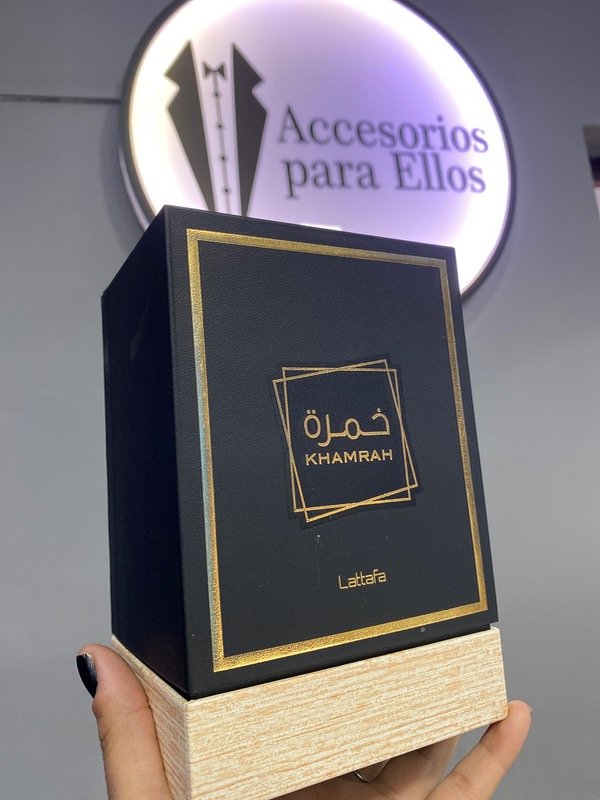 Accesorios
para Ellos
خمرة
KHAMRAH
Lattafa